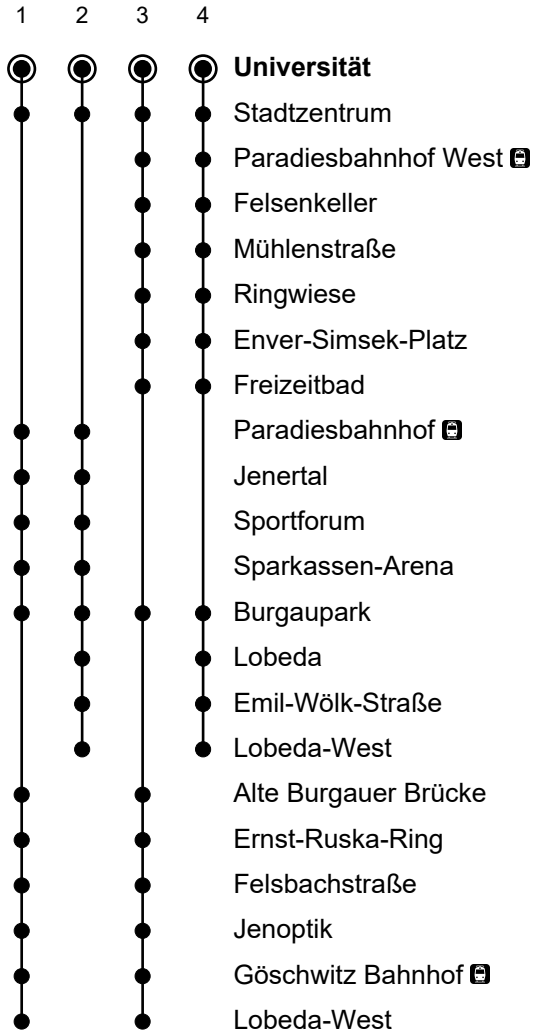 1 2 3 4
Universität
Stadtzentrum
Paradiesbahnhof West
Felsenkeller
Mühlenstraße
Ringwiese
Enver-Simsek-Platz
Freizeitbad
Paradiesbahnhof
Jenertal
Sportforum
Sparkassen-Arena
Burgaupark
Lobeda
Emil-Wölk-Straße
Lobeda-West
Alte Burgauer Brücke
Ernst-Ruska-Ring
Felsbachstraße
Jenoptik
Göschwitz Bahnhof
Lobeda-West